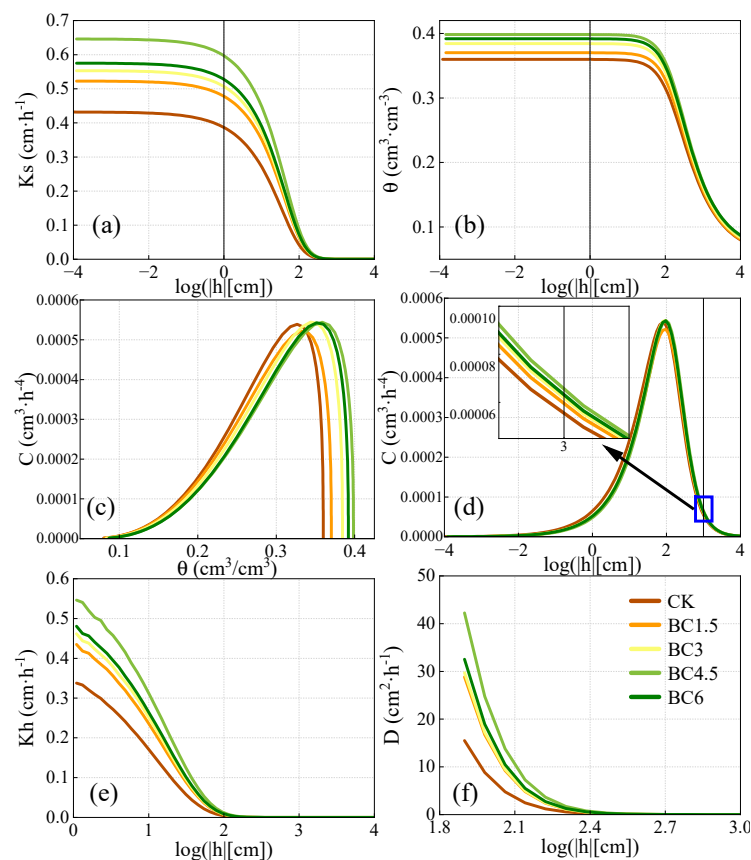 0.7
0.6
0.5
0.4
0.3
0.2
0.1
0.0
Ks (cm·h⁻¹)
(a)
−4 −2 0 2 4
log(|h|[cm])
0.4
0.3
0.2
0.1
θ (cm³·cm⁻³)
(b)
−4 −2 0 2 4
log(|h|[cm])
0.0006
0.0005
0.0004
0.0003
0.0002
0.0001
0.0000
C (cm³·h⁻⁴)
(c)
0.1 0.2 0.3 0.4
θ (cm³/cm³)
0.0006
0.0005
0.0004
0.0003
0.0002
0.0001
0.0000
C (cm³·h⁻⁴)
0.00010
0.00008
0.00006
3
(d)
−4 −2 0 2 4
log(|h|[cm])
0.6
0.5
0.4
0.3
0.2
0.1
0.0
Kh (cm·h⁻¹)
(e)
0 1 2 3 4
log(|h|[cm])
50
40
30
20
10
0
D (cm²·h⁻¹)
CK
BC1.5
BC3
BC4.5
BC6
(f)
1.8 2.1 2.4 2.7 3.0
log(|h|[cm])